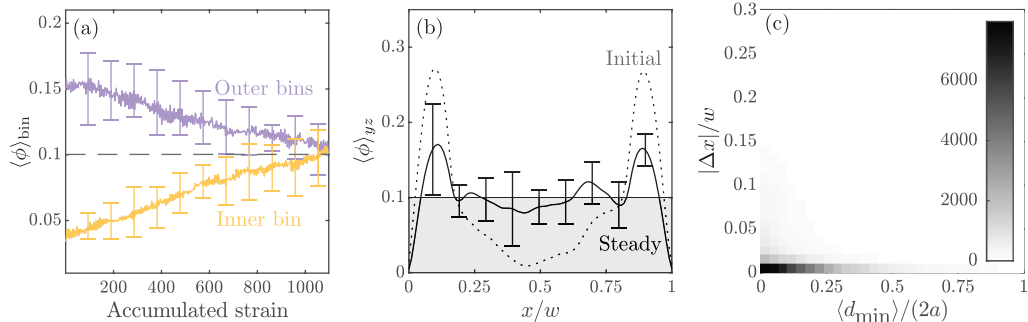 (a)
0.2
0.15
0.1
0.05
⟨ϕ⟩bin
Outer bins
Inner bin
200 400 600 800 1000
Accumulated strain
(b)
0.3
0.2
0.1
0
⟨ϕ⟩yz
Initial
Steady
0 0.25 0.5 0.75 1
x/w
(c)
0.3
0.25
0.2
0.15
0.1
0.05
0
|Δx|/w
6000
4000
2000
0
0 0.25 0.5 0.75 1
⟨dmin⟩/(2a)